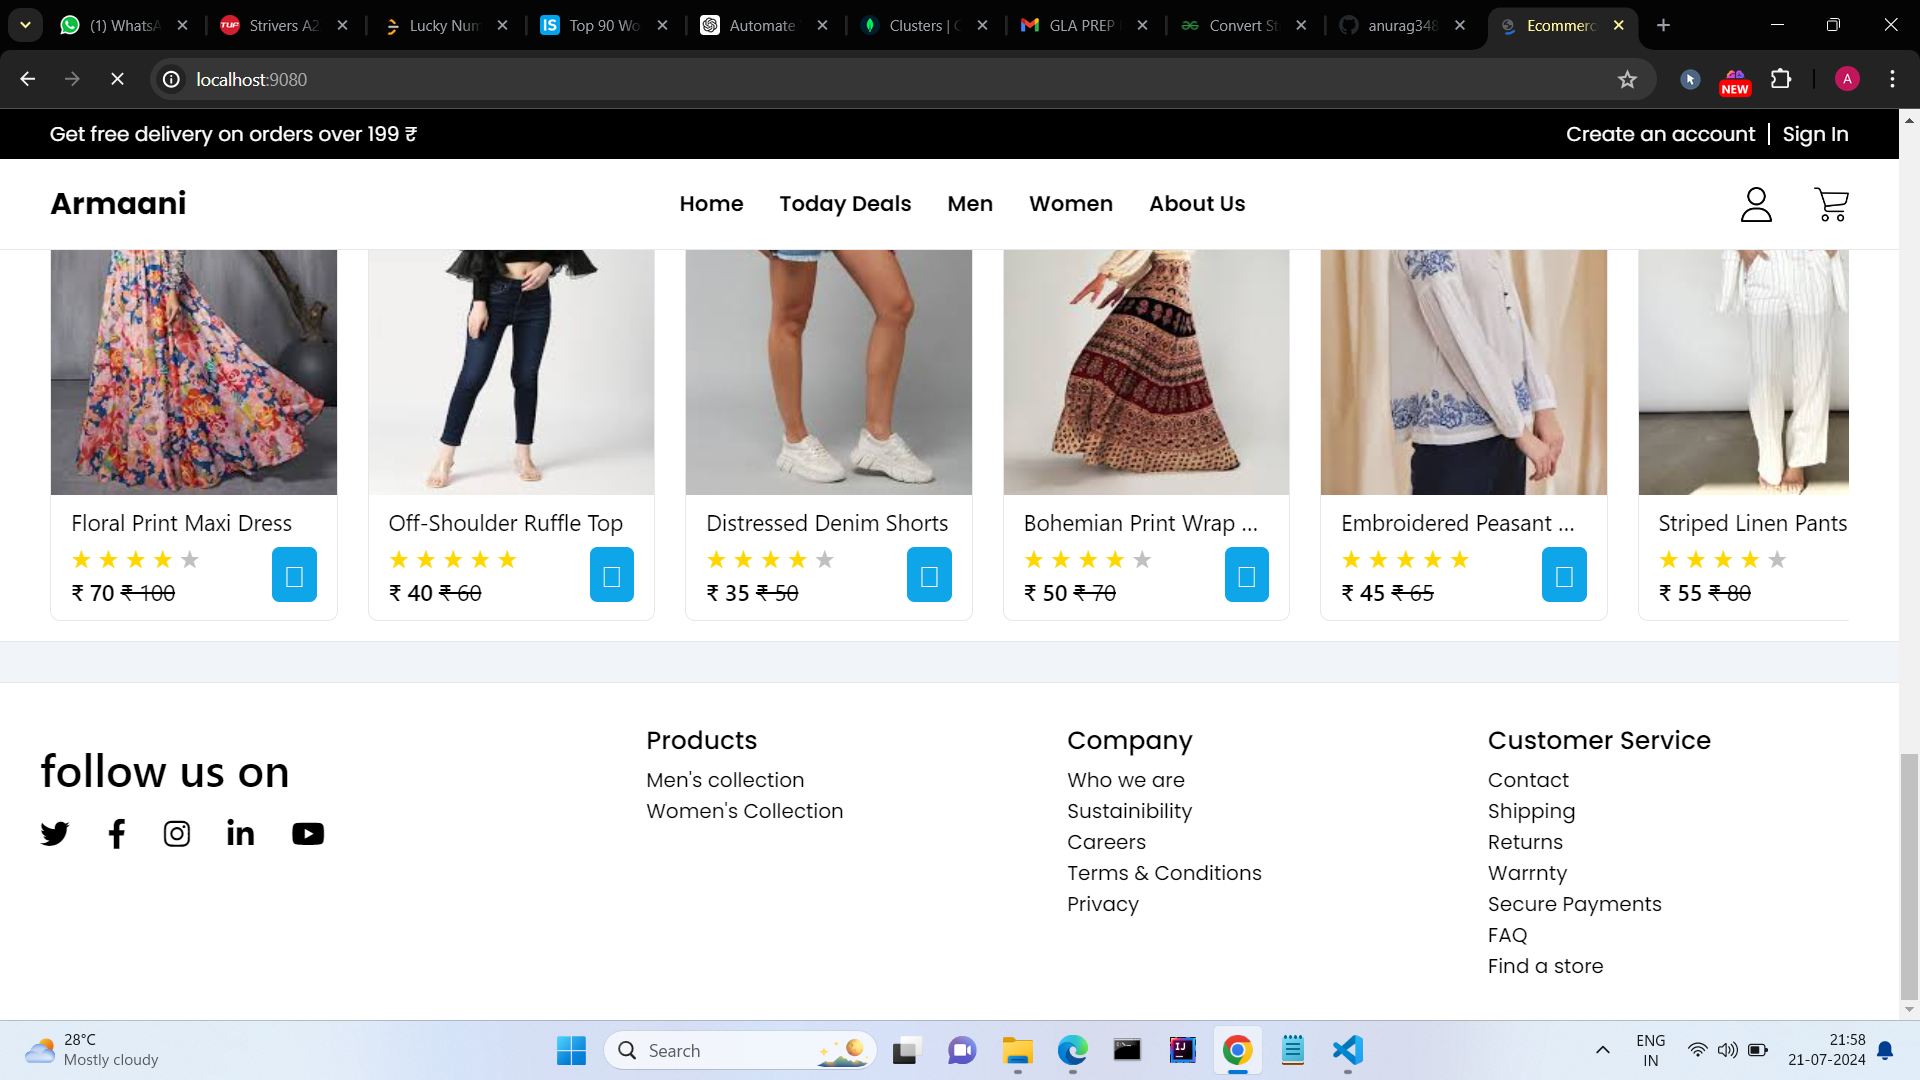 (1) WhatsA
Strivers A2
Lucky Num
Top 90 Wo
Automate
Clusters | C
GLA PREP
Convert St
anurag348
Ecommerc
localhost:9080
NEW
A
Get free delivery on orders over 199 ₹
Create an account | Sign In
Armaani
Home
Today Deals
Men
Women
About Us
Floral Print Maxi Dress
₹ 70 ₹ 100
Off-Shoulder Ruffle Top
₹ 40 ₹ 60
Distressed Denim Shorts
₹ 35 ₹ 50
Bohemian Print Wrap ...
₹ 50 ₹ 70
Embroidered Peasant ...
₹ 45 ₹ 65
Striped Linen Pants
₹ 55 ₹ 80
follow us on
Products
Men's collection
Women's Collection
Company
Who we are
Sustainibility
Careers
Terms & Conditions
Privacy
Customer Service
Contact
Shipping
Returns
Warrnty
Secure Payments
FAQ
Find a store
28°C
Mostly cloudy
Search
ENG
IN
21:58
21-07-2024